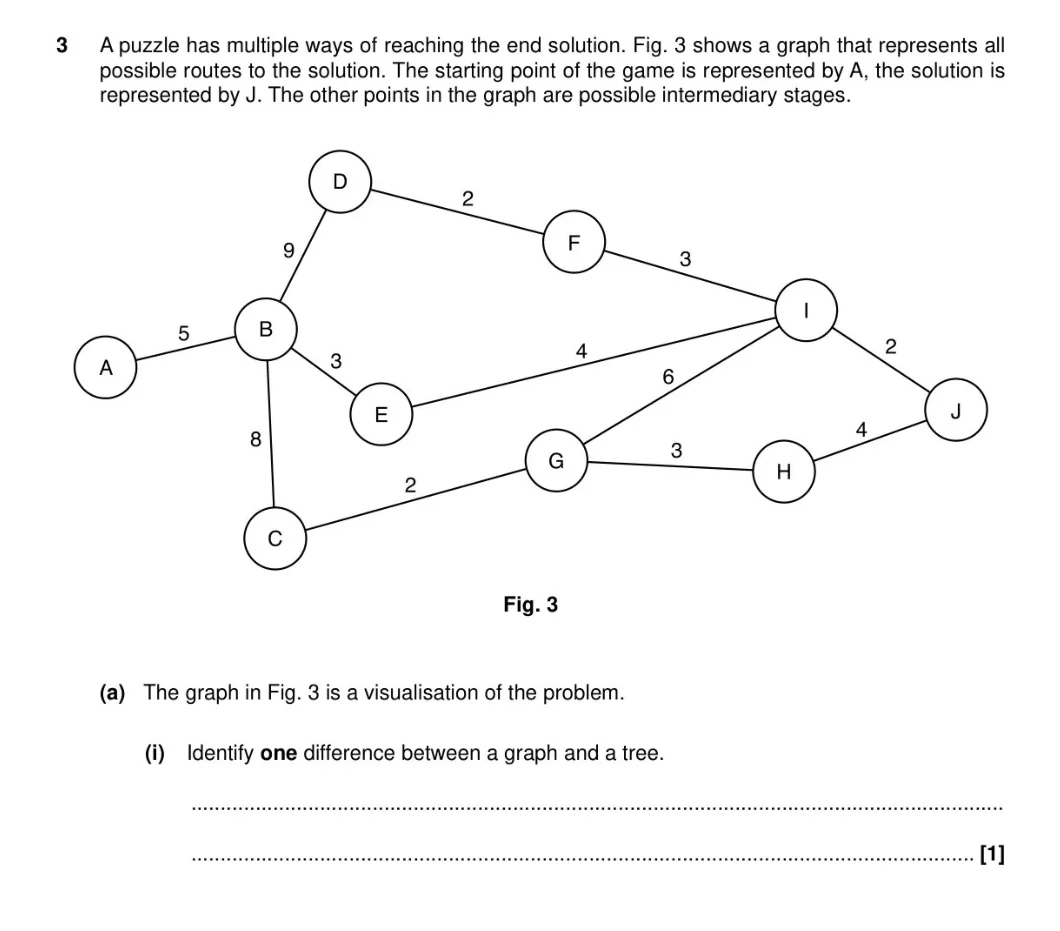 3 A puzzle has multiple ways of reaching the end solution. Fig. 3 shows a graph that represents all
possible routes to the solution. The starting point of the game is represented by A, the solution is
represented by J. The other points in the graph are possible intermediary stages.
D
2
F
9
3
I
5
B
A
3
4
2
6
E
J
8
4
G
3
H
2
C
Fig. 3
(a) The graph in Fig. 3 is a visualisation of the problem.
(i) Identify one difference between a graph and a tree.
....................................................................................................................................
............................................................................................................................... [1]